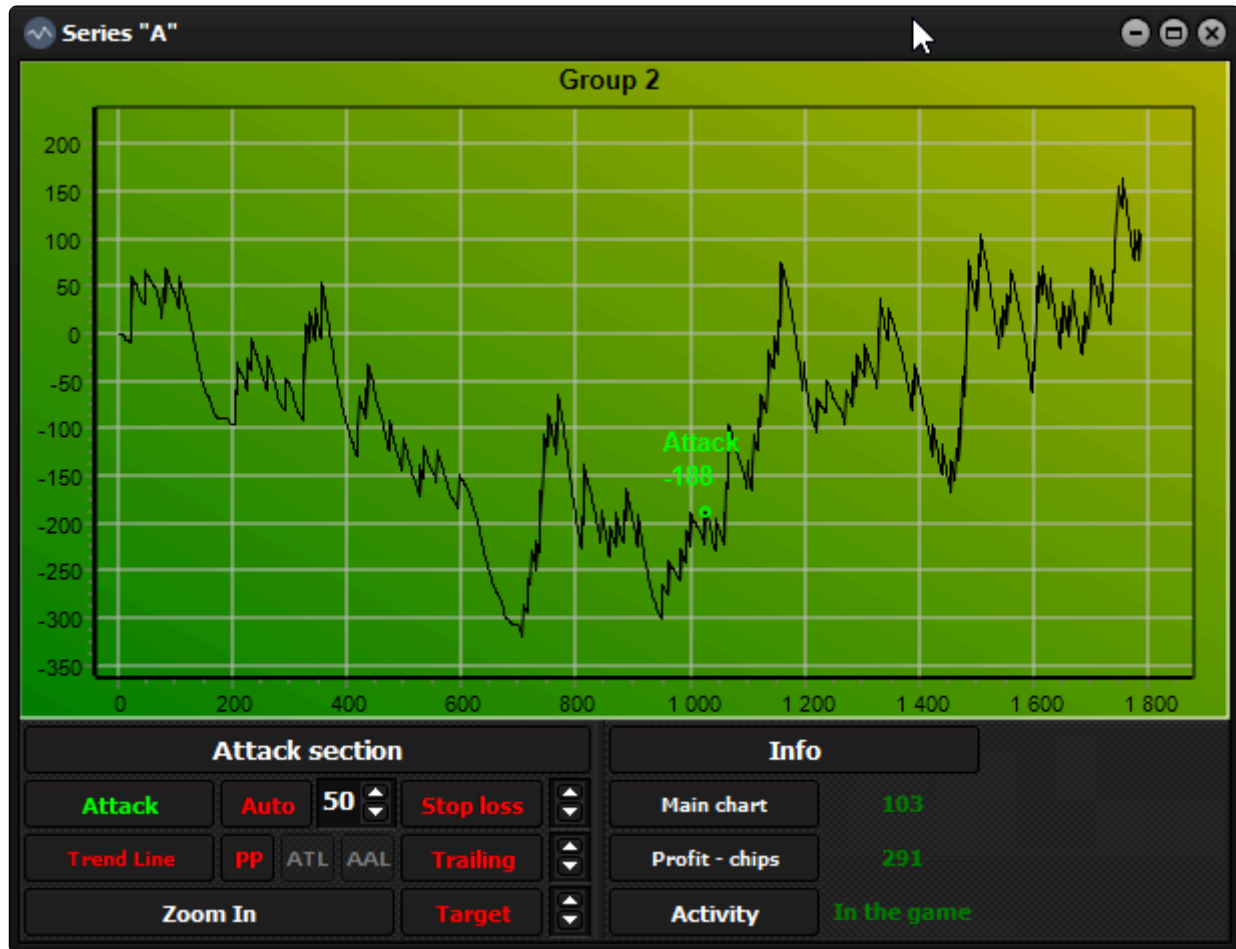 Series "A"
Group 2
200
150
100
50
0
-50
-100
-150
-200
-250
-300
-350
Attack
-188
0 200 400 600 800 1 000 1 200 1 400 1 600 1 800
Attack section
Info
Attack Auto 50 Stop loss
Main chart 103
Trend Line PP ATL AAL Trailing
Profit - chips 291
Zoom In Target
Activity In the game